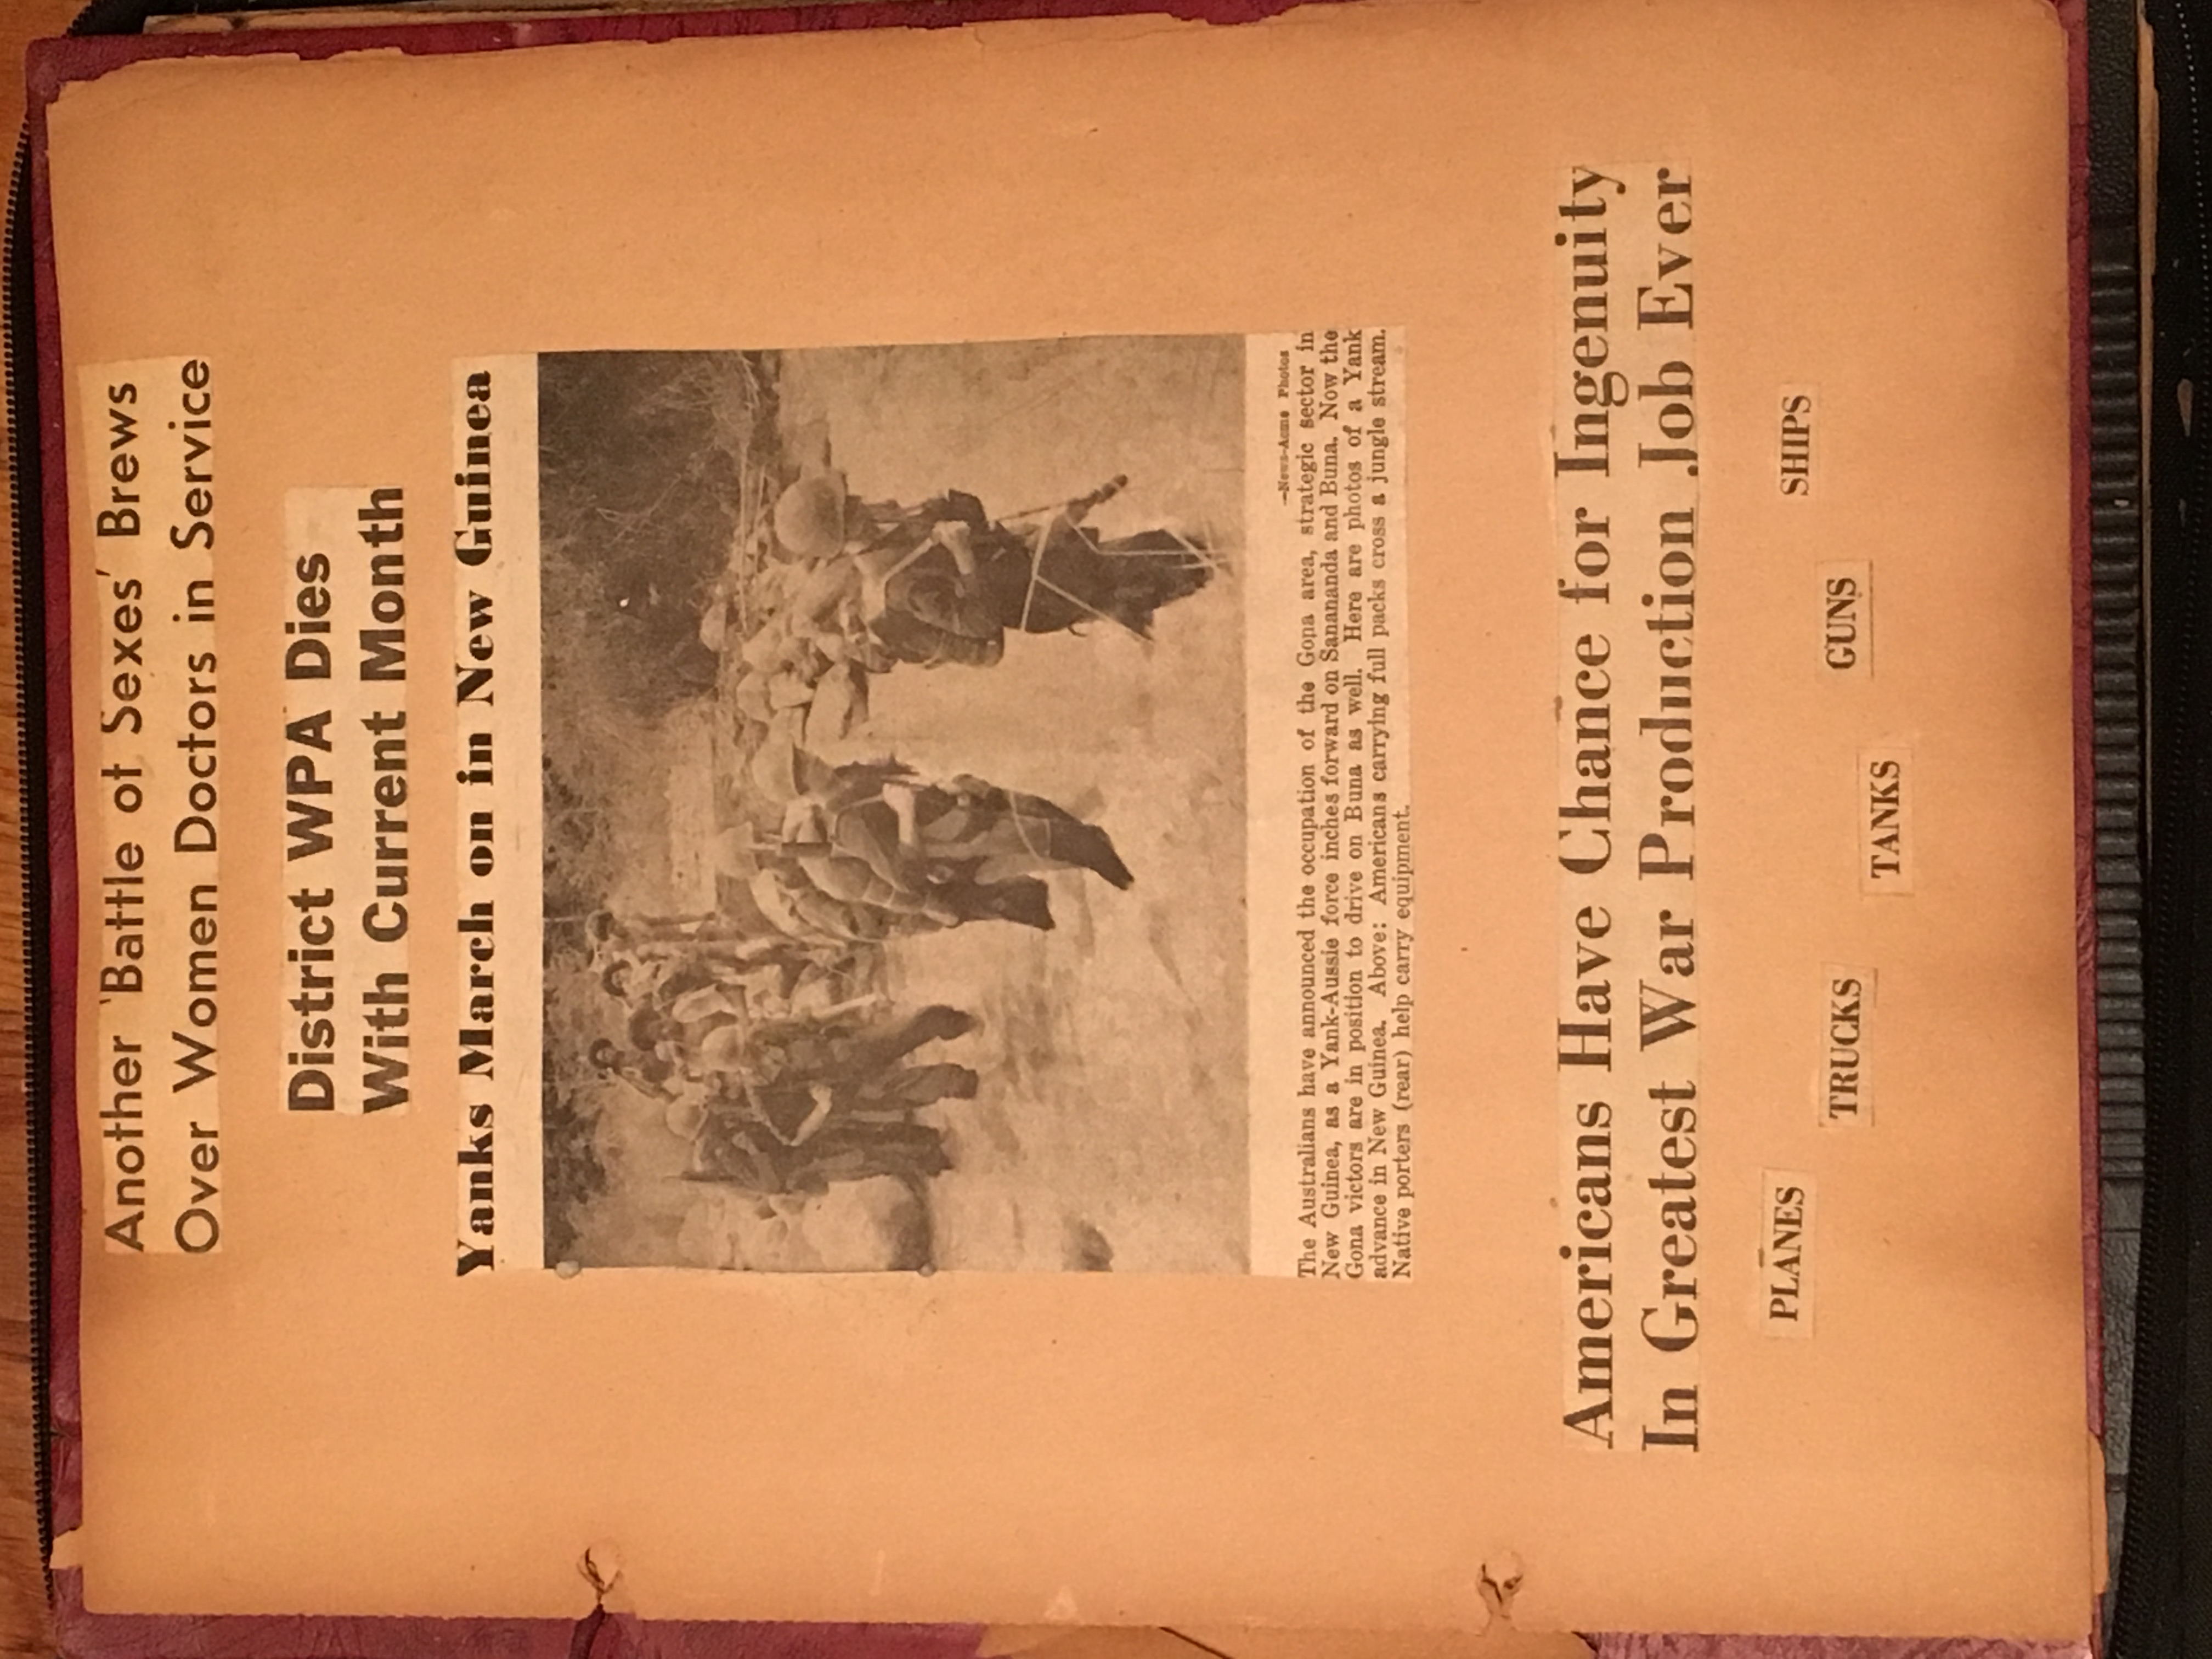 Another 'Battle of Sexes' Brews
Over Women Doctors in Service
District WPA Dies
With Current Month
Yanks March on in New Guinea
—News-Acme Photos
The Australians have announced the occupation of the Gona area, strategic sector in
New Guinea, as a Yank-Aussie force inches forward on Sanananda and Buna. Now the
Gona victors are in position to drive on Buna as well. Here are photos of a Yank
advance in New Guinea. Above: Americans carrying full packs cross a jungle stream.
Native porters (rear) help carry equipment.
Americans Have Chance for Ingenuity
In Greatest War Production Job Ever
PLANES
TRUCKS
TANKS
GUNS
SHIPS